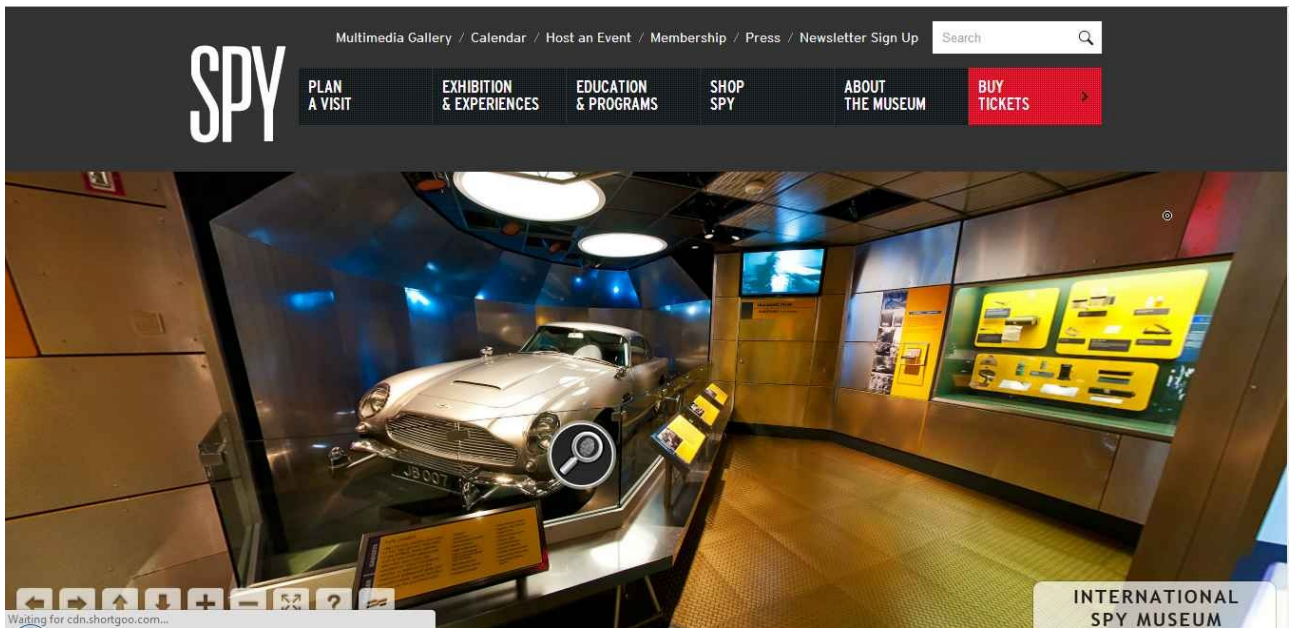 Multimedia Gallery / Calendar / Host an Event / Membership / Press / Newsletter Sign Up
Search
SPY
PLAN
A VISIT
EXHIBITION
& EXPERIENCES
EDUCATION
& PROGRAMS
SHOP
SPY
ABOUT
THE MUSEUM
BUY
TICKETS
JB 007
?
Waiting for cdn.shortgoo.com...
INTERNATIONAL
SPY MUSEUM